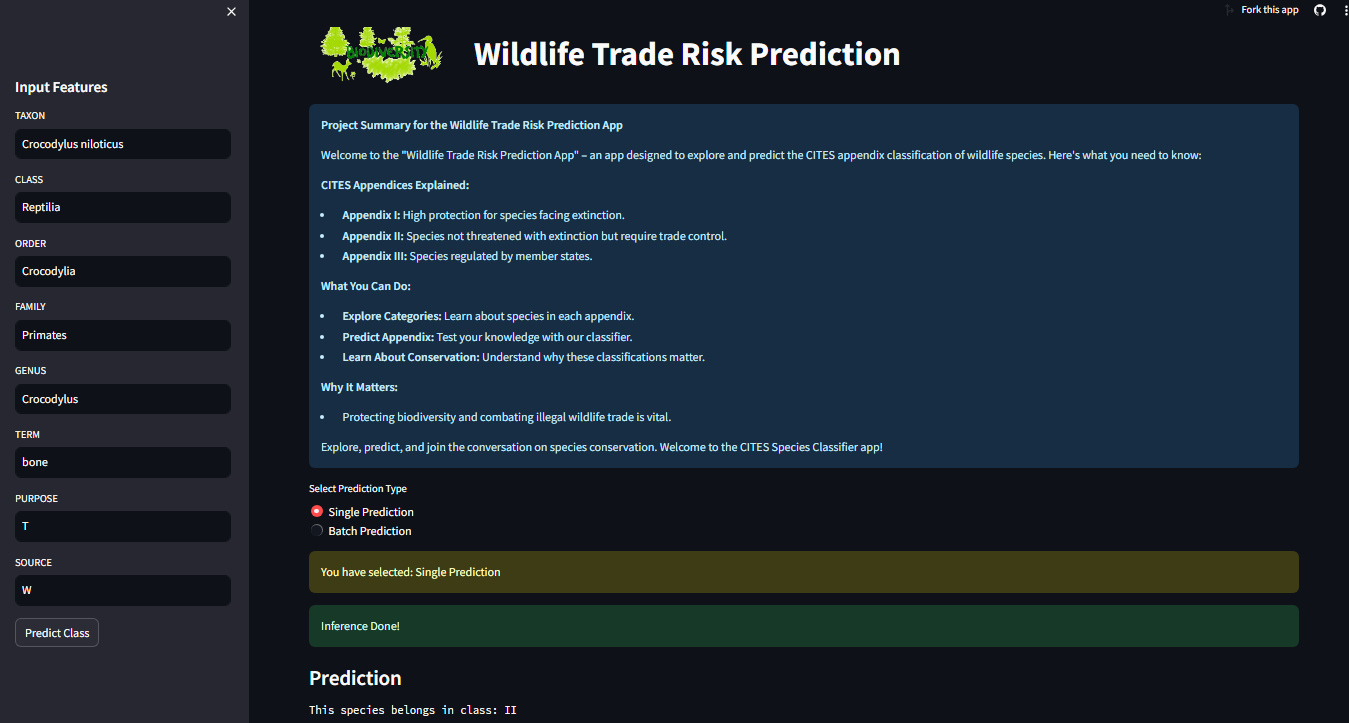 Fork this app
Input Features
TAXON
Crocodylus niloticus
CLASS
Reptilia
ORDER
Crocodylia
FAMILY
Primates
GENUS
Crocodylus
TERM
bone
PURPOSE
T
SOURCE
W
Predict Class
BIODIVERSITY
Wildlife Trade Risk Prediction
Project Summary for the Wildlife Trade Risk Prediction App
Welcome to the "Wildlife Trade Risk Prediction App" – an app designed to explore and predict the CITES appendix classification of wildlife species. Here's what you need to know:
CITES Appendices Explained:
• Appendix I: High protection for species facing extinction.
• Appendix II: Species not threatened with extinction but require trade control.
• Appendix III: Species regulated by member states.
What You Can Do:
• Explore Categories: Learn about species in each appendix.
• Predict Appendix: Test your knowledge with our classifier.
• Learn About Conservation: Understand why these classifications matter.
Why It Matters:
• Protecting biodiversity and combating illegal wildlife trade is vital.
Explore, predict, and join the conversation on species conservation. Welcome to the CITES Species Classifier app!
Select Prediction Type
Single Prediction
Batch Prediction
You have selected: Single Prediction
Inference Done!
Prediction
This species belongs in class: II